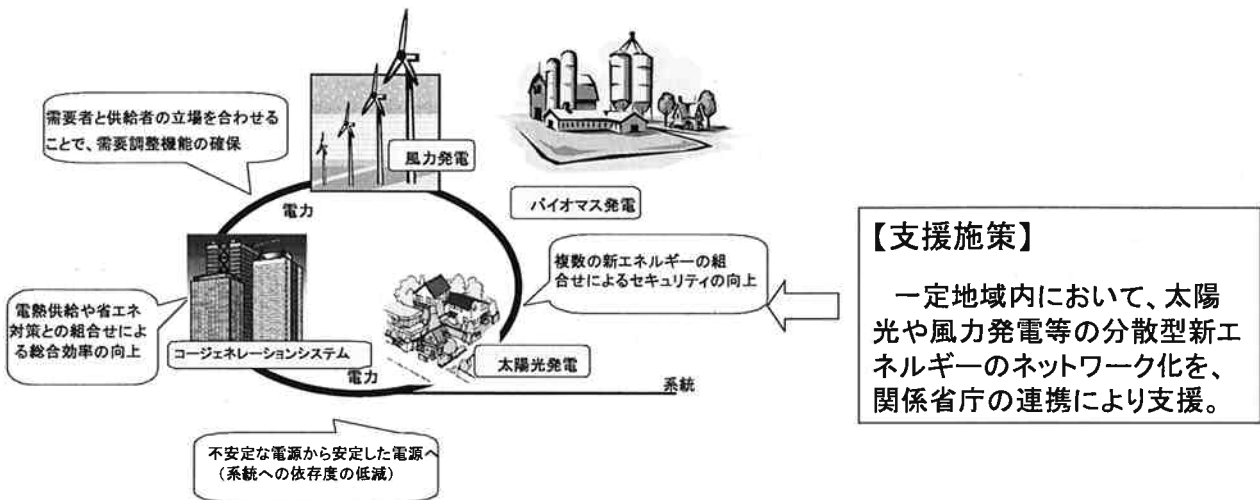 需要者と供給者の立場を合わせる
ことで、需要調整機能の確保
風力発電
バイオマス発電
電力
複数の新エネルギーの組
合せによるセキュリティの向上
電熱供給や省エネ
対策との組合せによ
る総合効率の向上
コージェネレーションシステム
太陽光発電
電力
系統
不安定な電源から安定した電源へ
（系統への依存度の低減）
【支援施策】
一定地域内において、太陽
光や風力発電等の分散型新エ
ネルギーのネットワーク化を、
関係省庁の連携により支援。